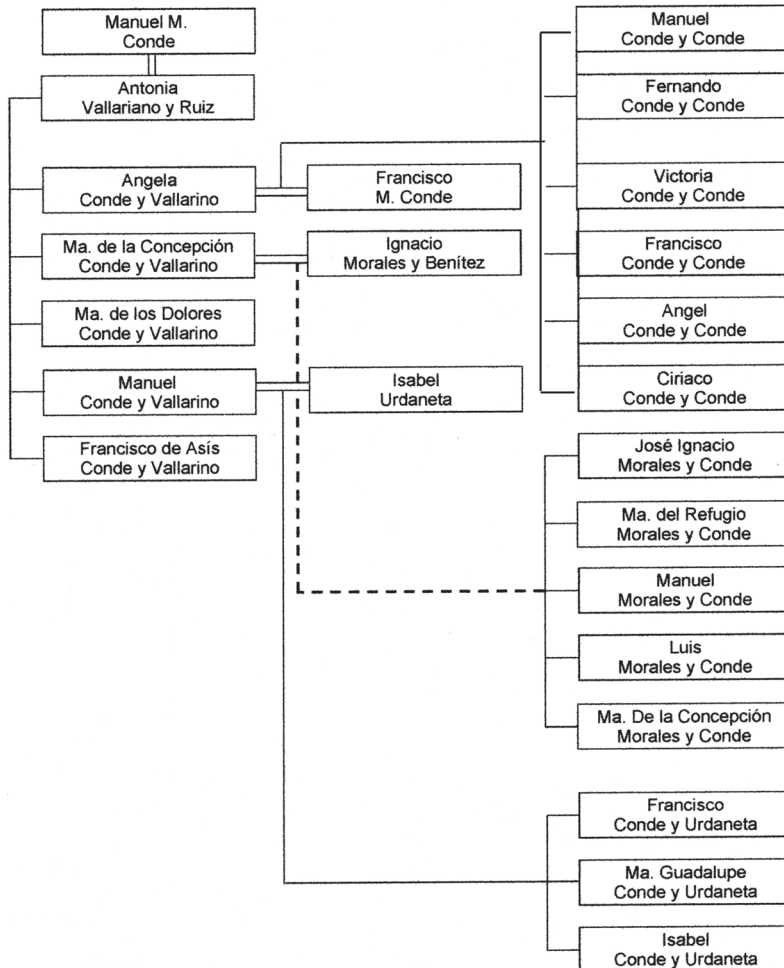 Manuel M.
Conde
Antonia
Vallariano y Ruiz
Angela
Conde y Vallarino
Francisco
M. Conde
Ma. de la Concepción
Conde y Vallarino
Ignacio
Morales y Benítez
Ma. de los Dolores
Conde y Vallarino
Manuel
Conde y Vallarino
Isabel
Urdaneta
Francisco de Asís
Conde y Vallarino
Manuel
Conde y Conde
Fernando
Conde y Conde
Victoria
Conde y Conde
Francisco
Conde y Conde
Angel
Conde y Conde
Ciriaco
Conde y Conde
José Ignacio
Morales y Conde
Ma. del Refugio
Morales y Conde
Manuel
Morales y Conde
Luis
Morales y Conde
Ma. De la Concepción
Morales y Conde
Francisco
Conde y Urdaneta
Ma. Guadalupe
Conde y Urdaneta
Isabel
Conde y Urdaneta